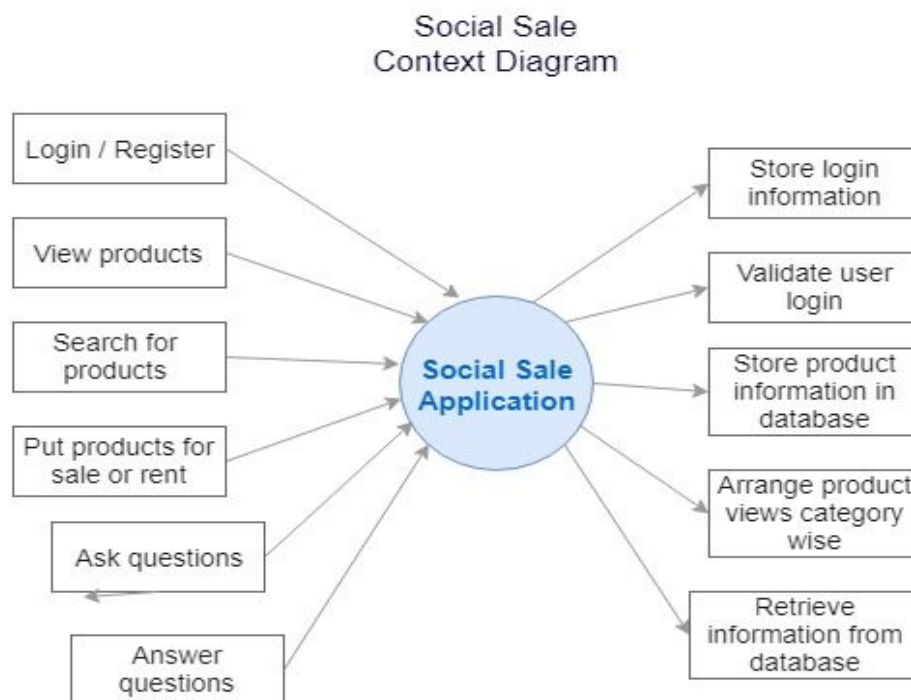 Social Sale
Context Diagram
Login / Register
View products
Search for
products
Put products for
sale or rent
Ask questions
Answer
questions
Social Sale
Application
Store login
information
Validate user
login
Store product
information in
database
Arrange product
views category
wise
Retrieve
information from
database